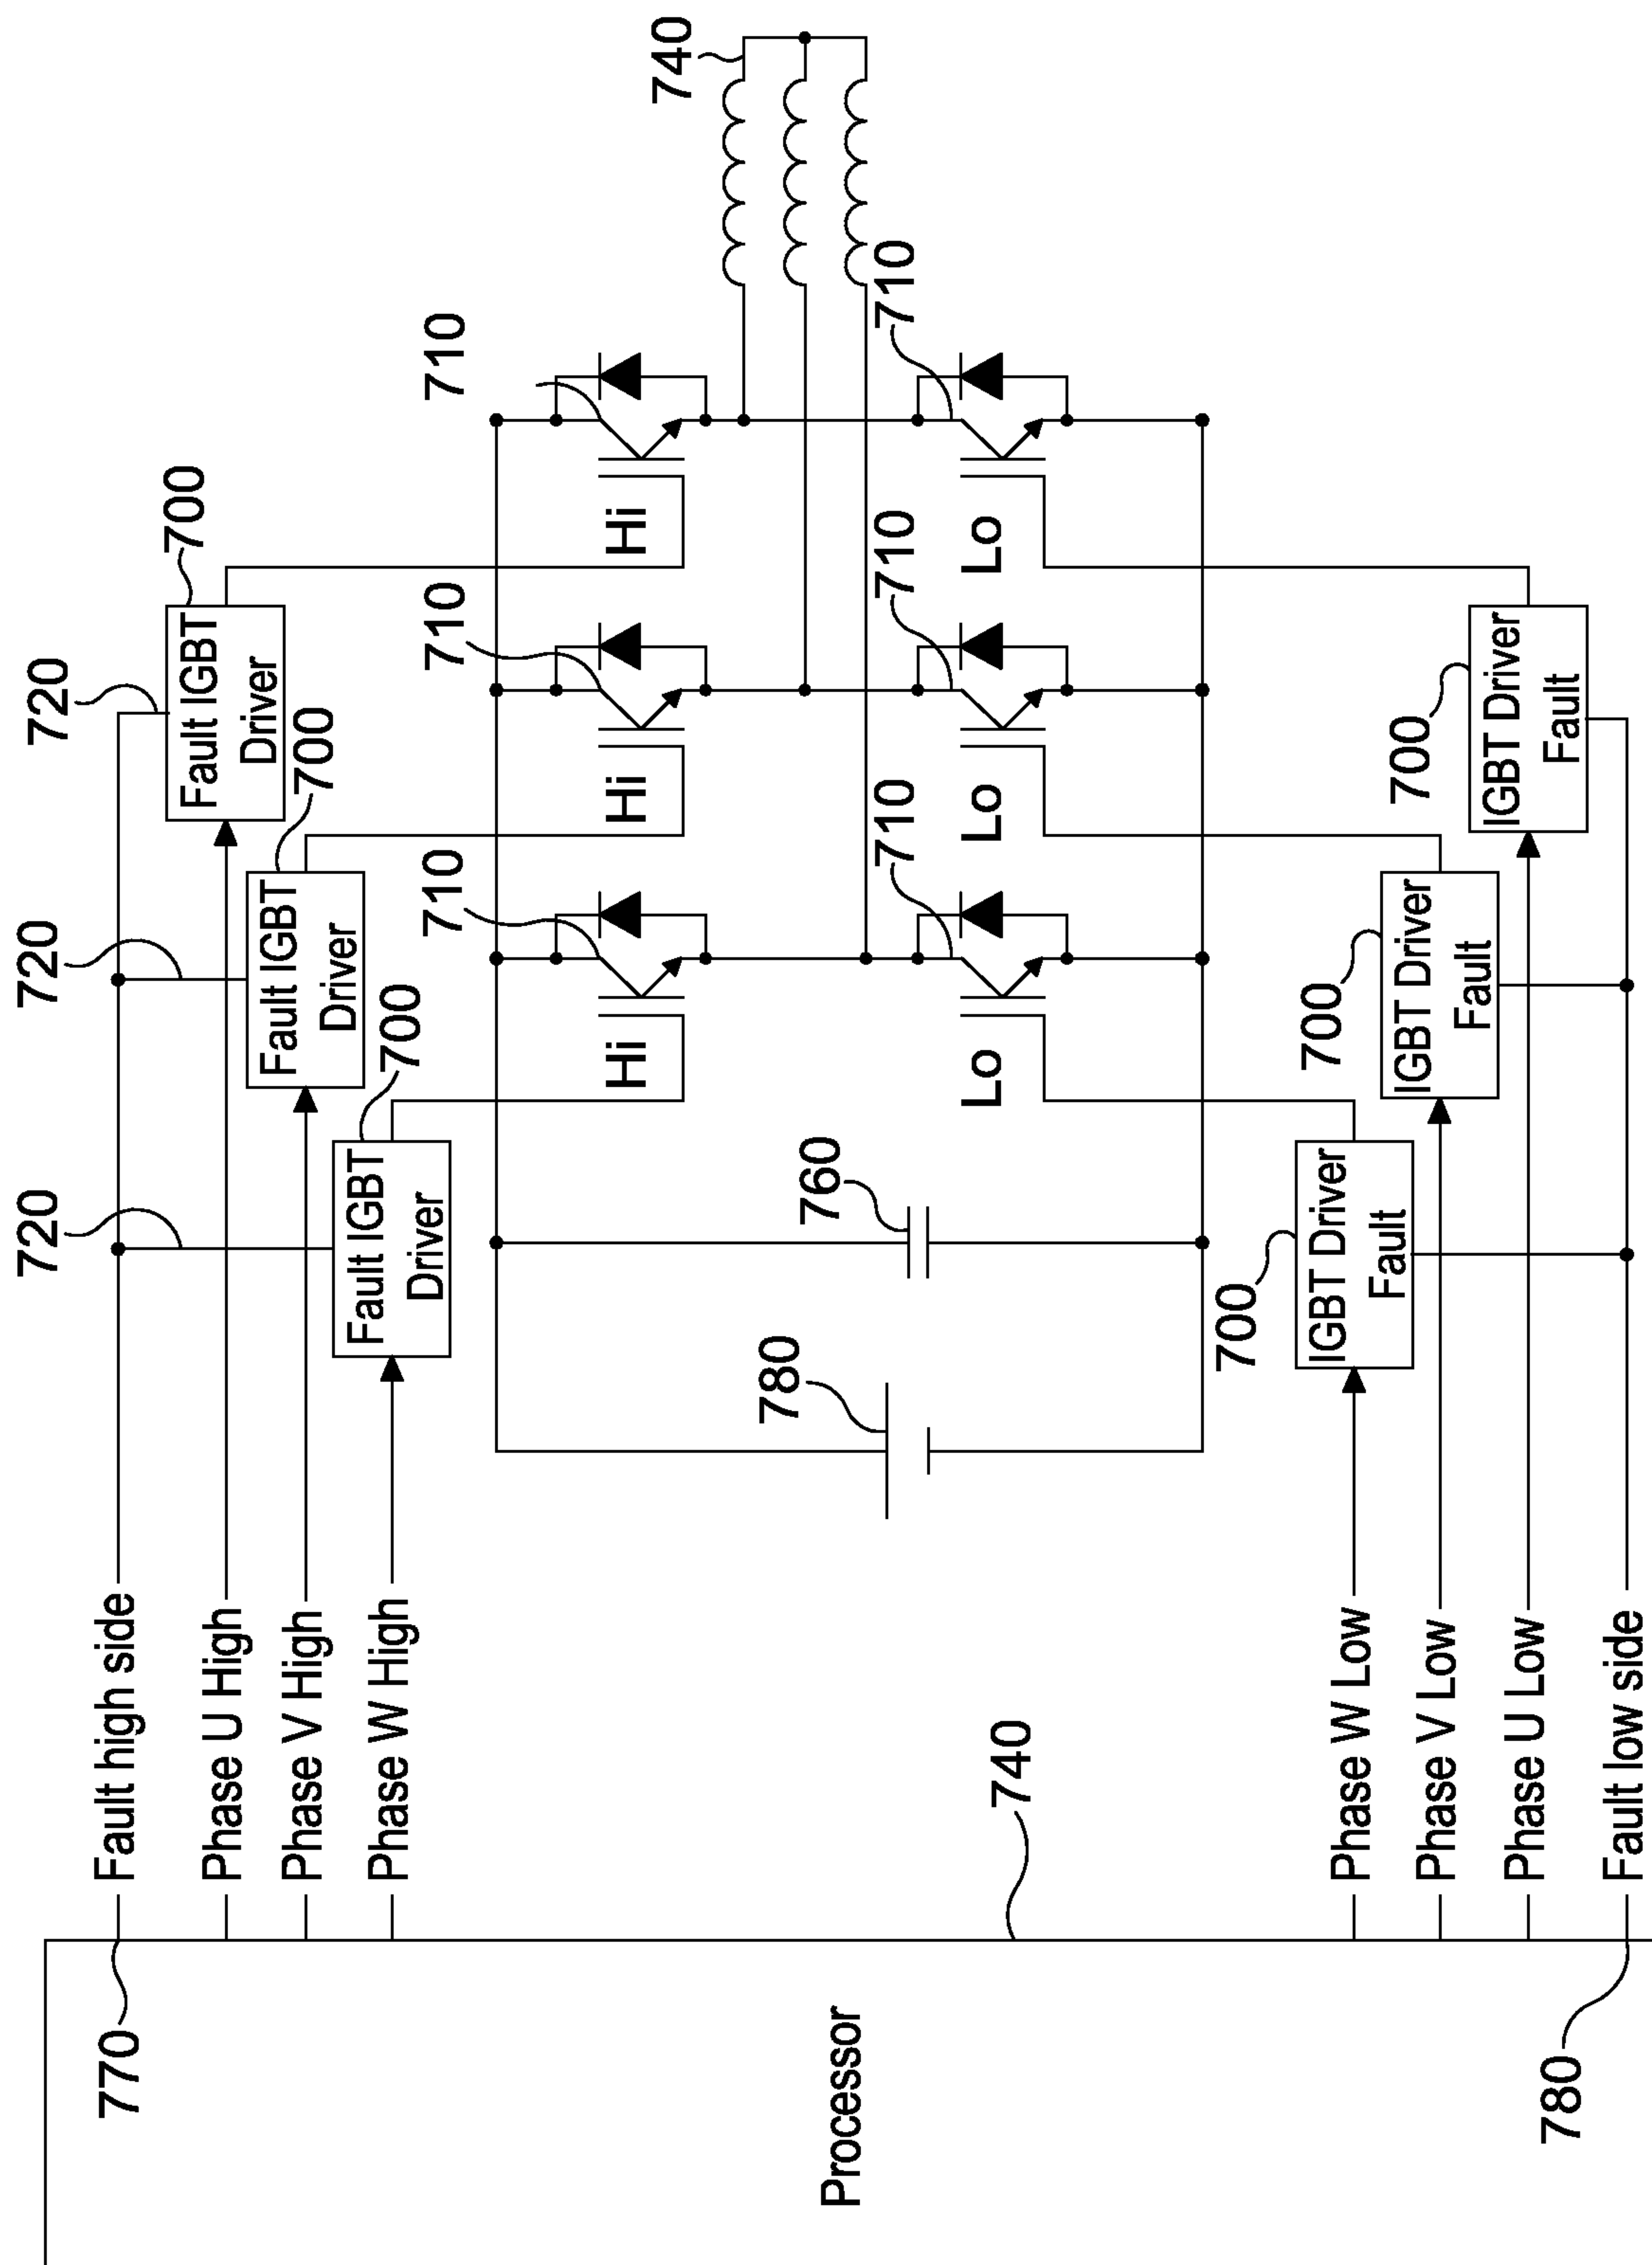 720
720
720
700
Fault IGBT
Driver
700
Fault IGBT
Driver
700
Fault IGBT
Driver
770
Fault high side
Phase U High
Phase V High
Phase W High
710
710
710
740
Hi
Hi
Hi
780
760
Processor
710
710
710
Lo
Lo
Lo
740
700
IGBT Driver
Fault
700
IGBT Driver
Fault
700
IGBT Driver
Fault
Phase W Low
Phase V Low
Phase U Low
Fault low side
780